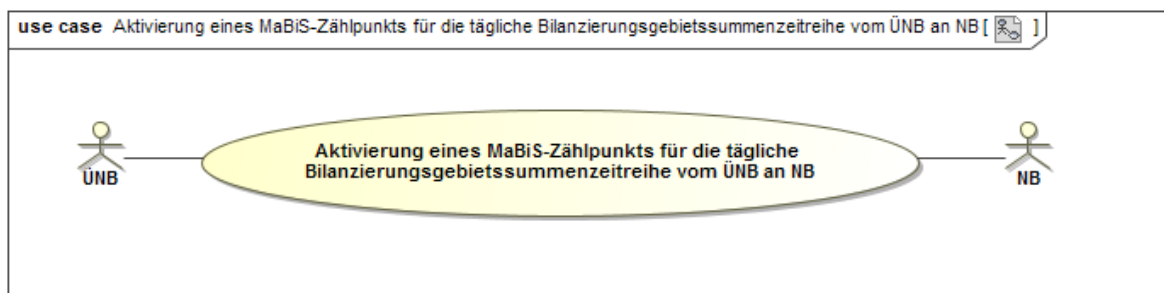 use case Aktivierung eines MaBiS-Zählpunkts für die tägliche Bilanzierungsgebietssummenzeitreihe vom ÜNB an NB [ ]
Aktivierung eines MaBiS-Zählpunkts für die tägliche
Bilanzierungsgebietssummenzeitreihe vom ÜNB an NB
ÜNB
NB